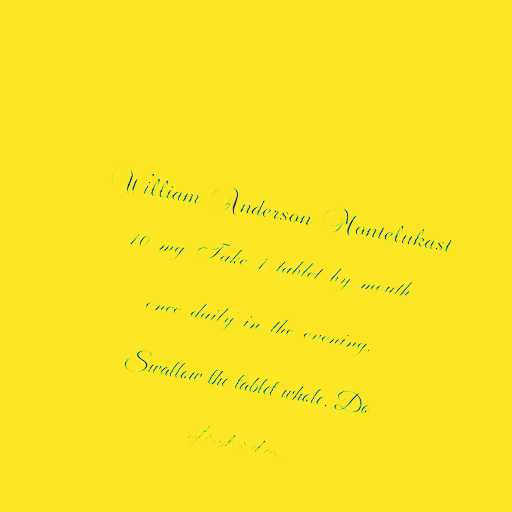 William Anderson Montelukast
10 mg Take 1 tablet by mouth
once daily in the evening.
Swallow the tablet whole. Do